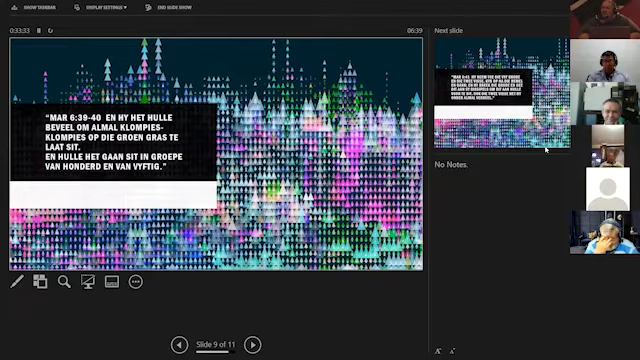 SHOW TASKBAR
DISPLAY SETTINGS ▾
END SLIDE SHOW
0:33:33
06:39
"MAR 6:39-40 EN HY HET HULLE
BEVEEL OM ALMAL KLOMPIES-
KLOMPIES OP DIE GROEN GRAS TE
LAAT SIT.
EN HULLE HET GAAN SIT IN GROEPE
VAN HONDERD EN VAN VYFTIG."
Next slide
No Notes.
Slide 9 of 11